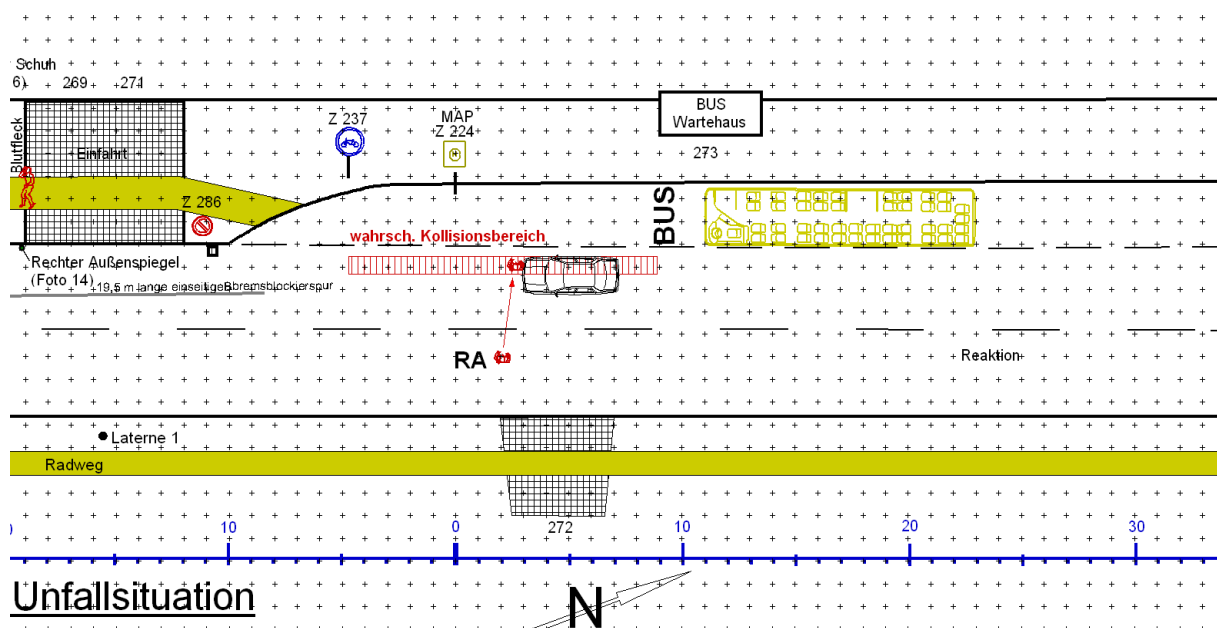 Schuh
6)
269
271
Blutfleck
Einfahrt
Z 237
MAP
Z 224
BUS
Wartehaus
273
Z 286
BUS
wahrsch. Kollisionsbereich
Rechter Außenspiegel
(Foto 14)
19,5 m lange einseitige Bremsblockierspur
RA
Reaktion
Laterne 1
Radweg
272
10
0
10
20
30
Unfallsituation
N